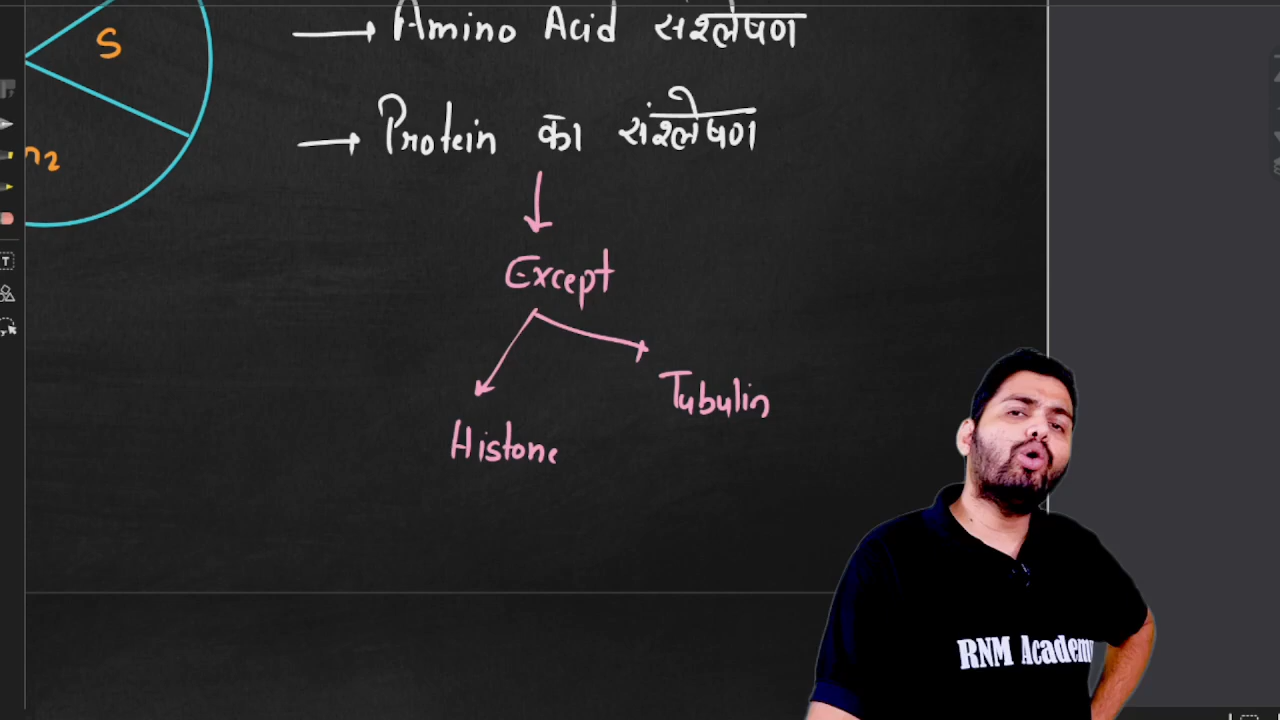 S
→ Amino Acid संश्लेषण
→ Protein का संश्लेषण
Except
Tubulin
Histone
RNM Academy